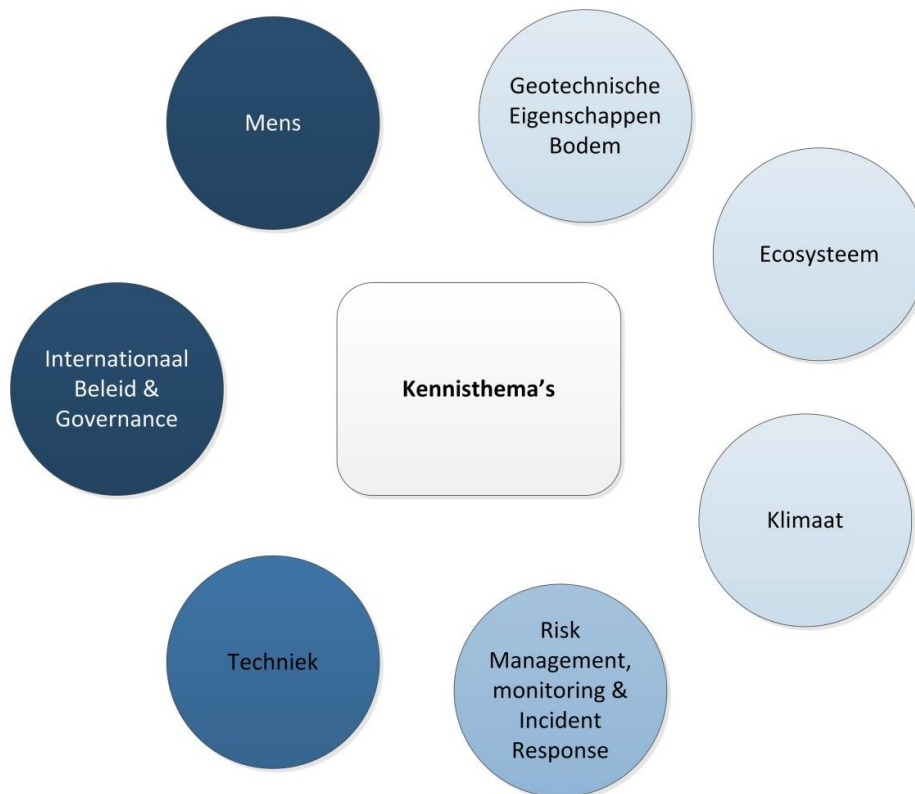 Mens
Geotechnische
Eigenschappen
Bodem
Ecosysteem
Internationaal
Beleid &
Governance
Kennisthema’s
Klimaat
Techniek
Risk
Management,
monitoring &
Incident
Response